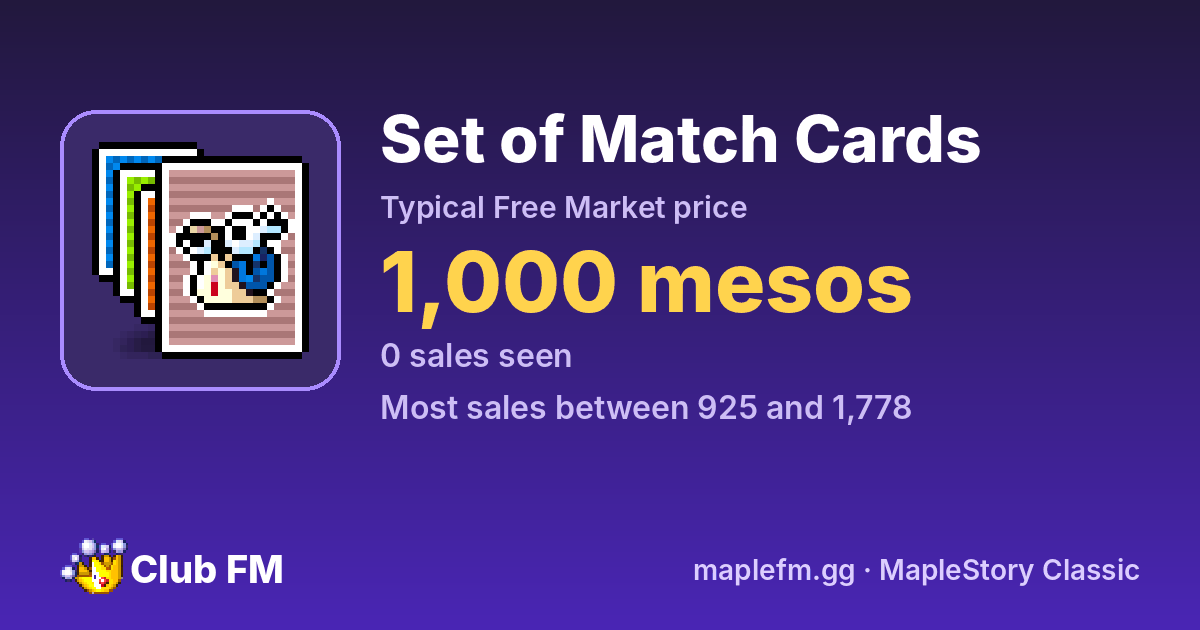 Set of Match Cards
Typical Free Market price
1,000 mesos
0 sales seen
Most sales between 925 and 1,778
Club FM
maplefm.gg · MapleStory Classic